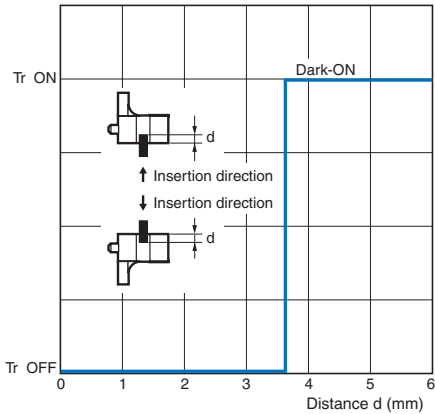 Tr ON
Dark-ON
d
Insertion direction
Insertion direction
d
Tr OFF
0 1 2 3 4 5 6
Distance d (mm)